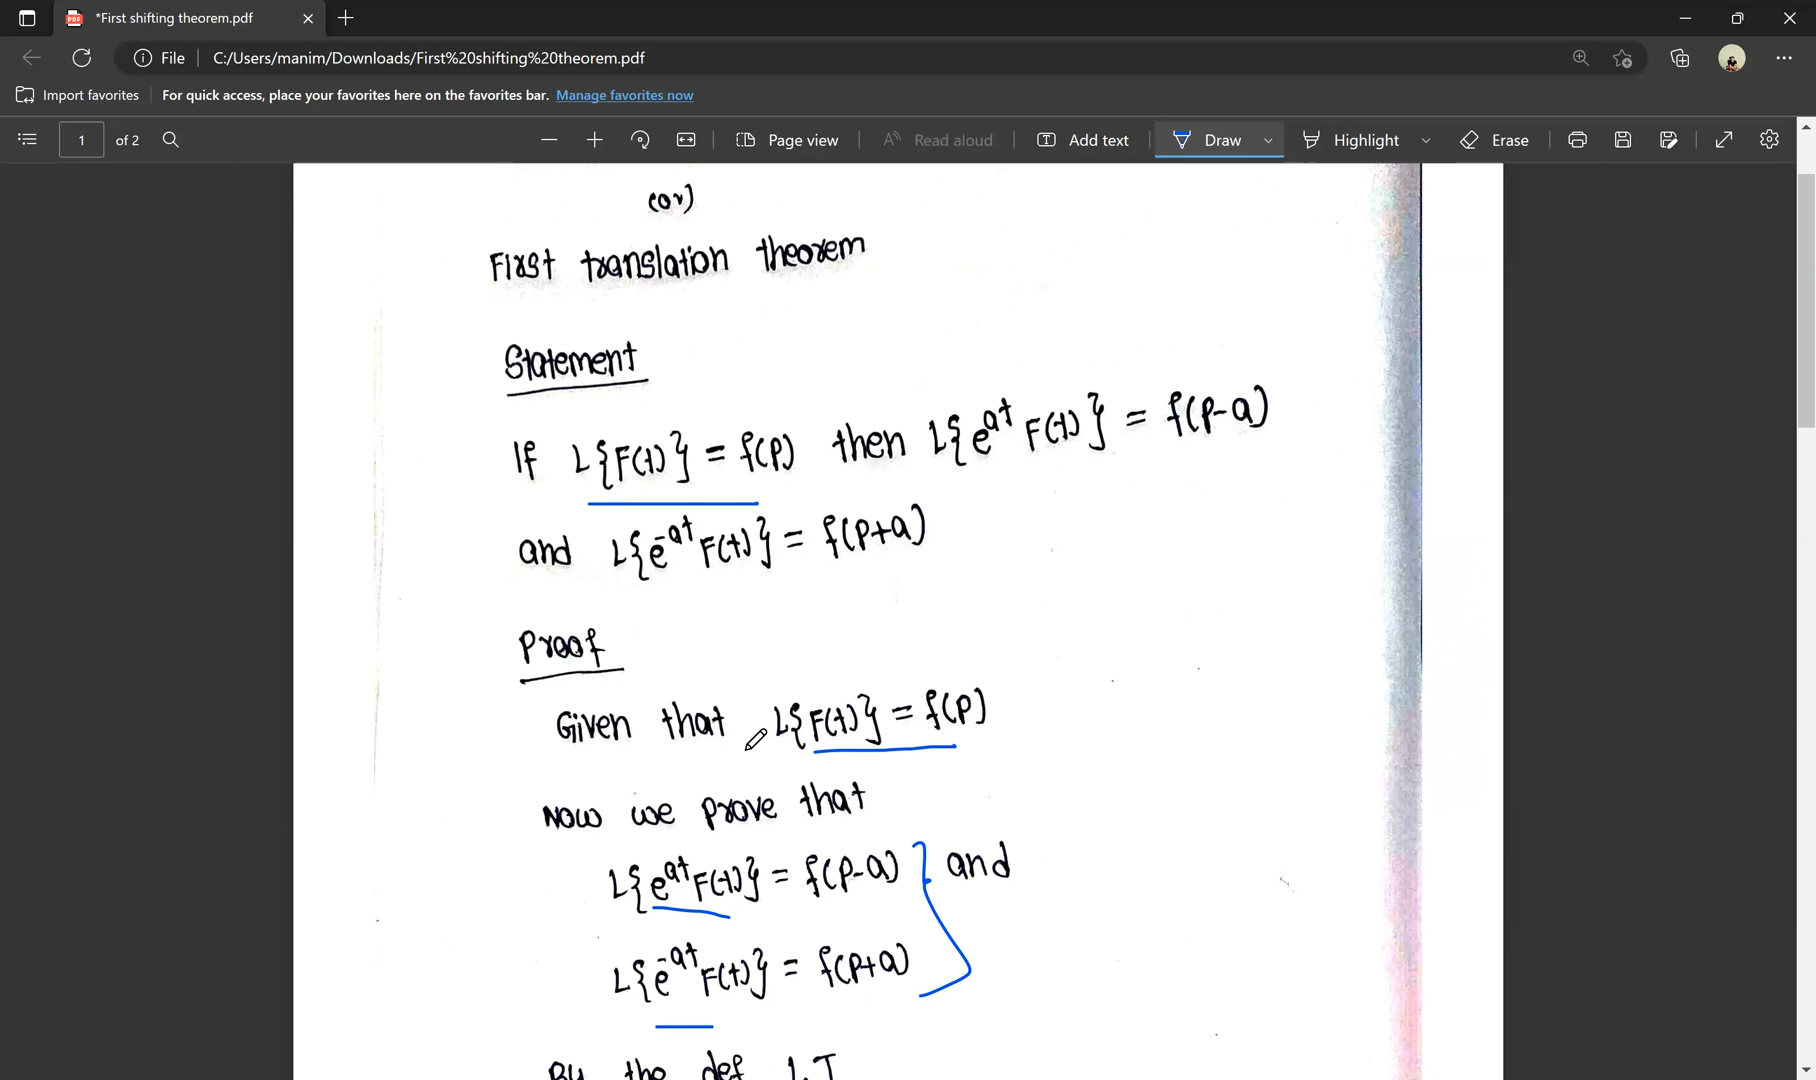 *First shifting theorem.pdf
File C:/Users/manim/Downloads/First%20shifting%20theorem.pdf
Import favorites For quick access, place your favorites here on the favorites bar. Manage favorites now
1 of 2 Page view Read aloud Add text Draw Highlight Erase
(or)
First translation theorem
Statement
If L{F(t)} = f(p) then L{e^{at} F(t)} = f(p-a)
and L{e^{-at} F(t)} = f(p+a)
Proof
Given that L{F(t)} = f(p)
Now we prove that
L{e^{at} F(t)} = f(p-a) } and
L{e^{-at} F(t)} = f(p+a)
By the def L.T